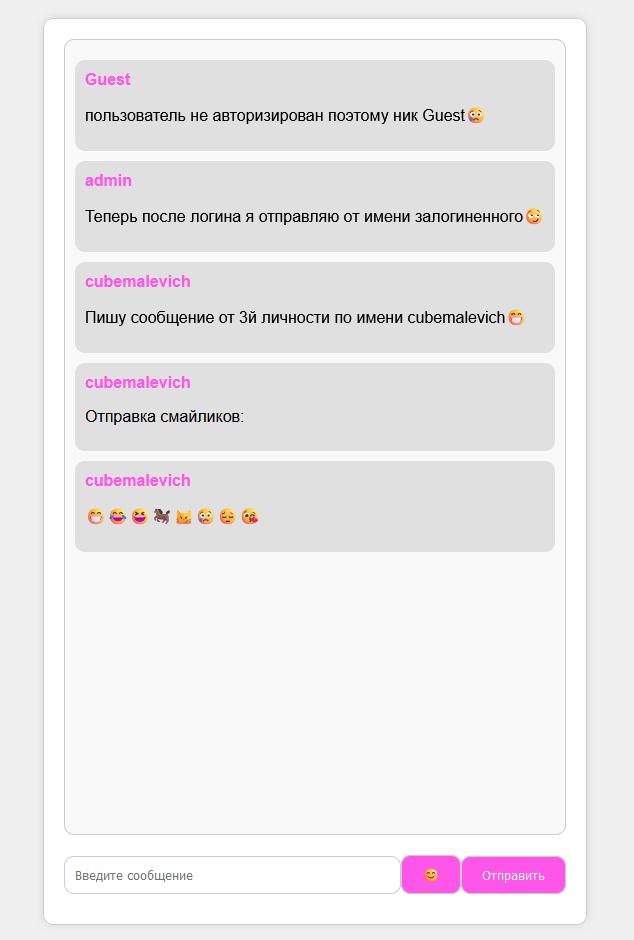 Guest
пользователь не авторизирован поэтому ник Guest😨
admin
Теперь после логина я отправляю от имени залогиненного🤪
cubemalevich
Пишу сообщение от 3й личности по имени cubemalevich😁
cubemalevich
Отправка смайликов:
cubemalevich
😁😂😆🐎😼😨😔😘
Введите сообщение
😊
Отправить